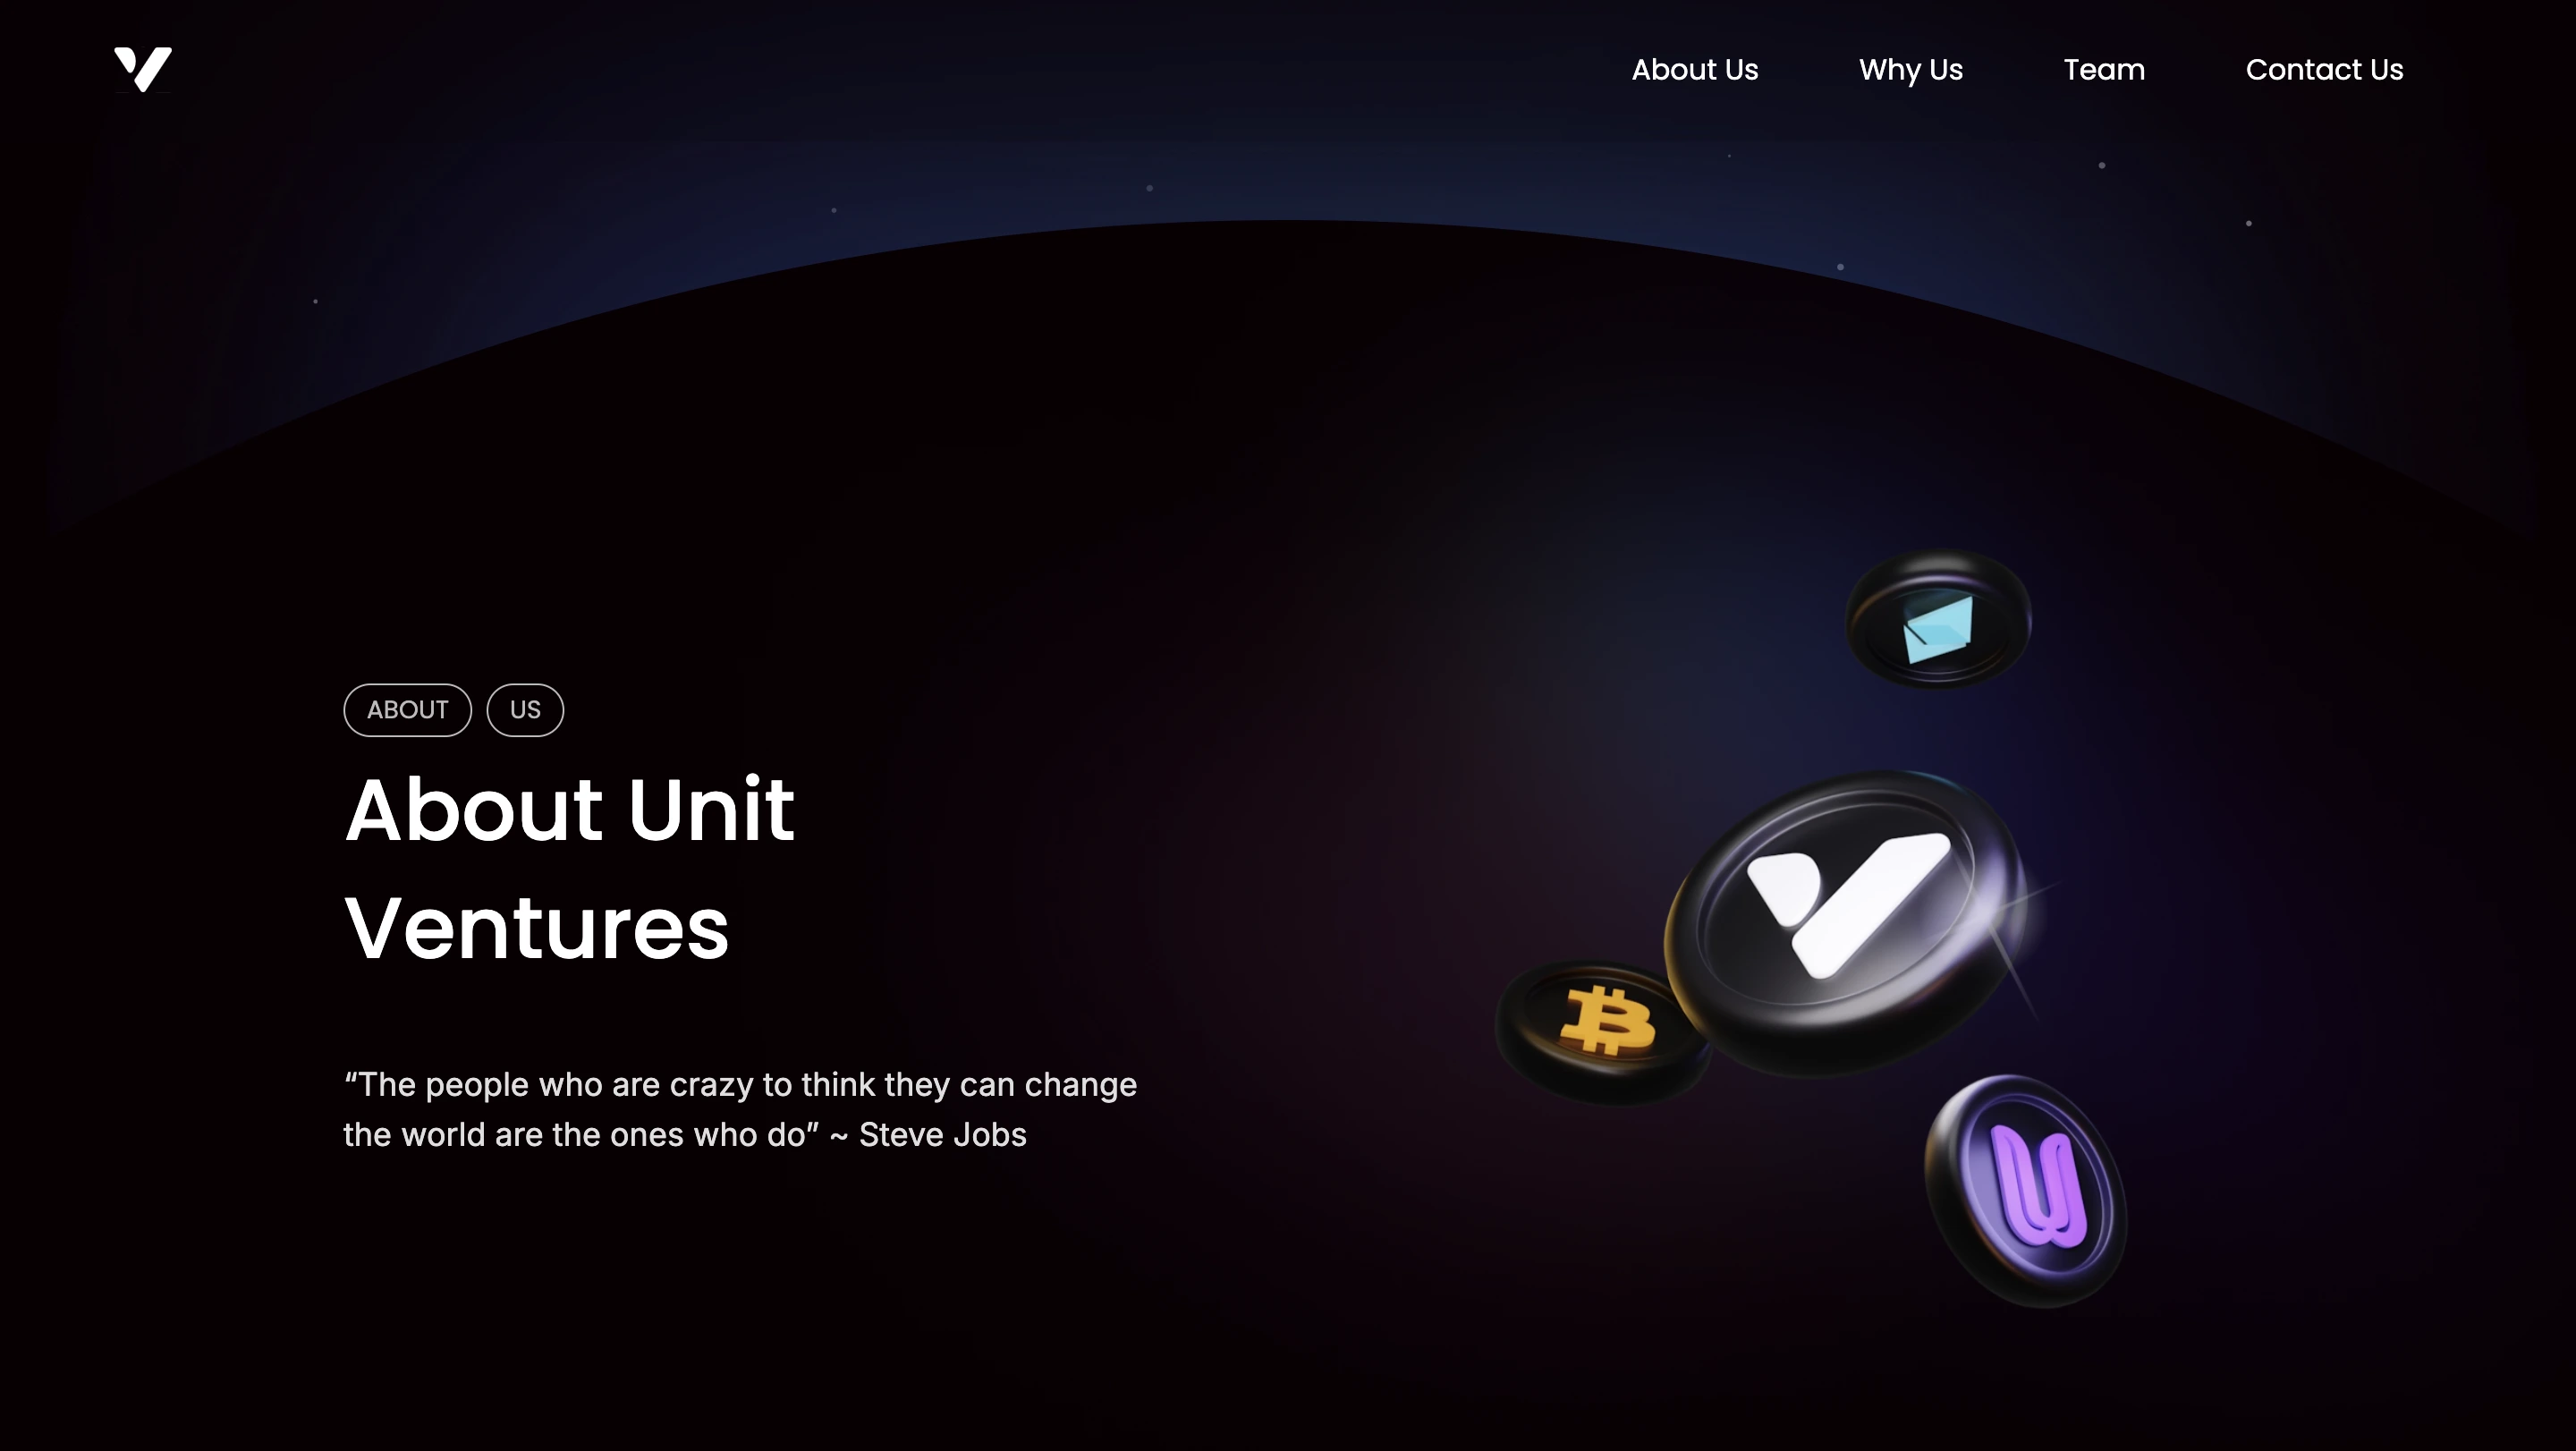 About Us
Why Us
Team
Contact Us
ABOUT
US
About Unit
Ventures
“The people who are crazy to think they can change
the world are the ones who do” ~ Steve Jobs